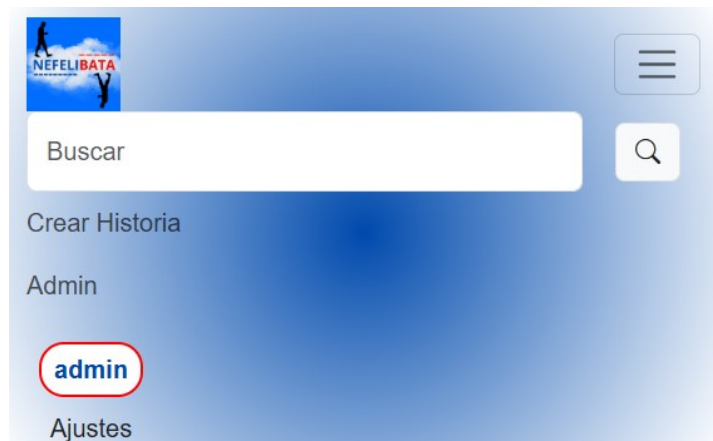 NEFELIBATA
Buscar
Crear Historia
Admin
admin
Ajustes